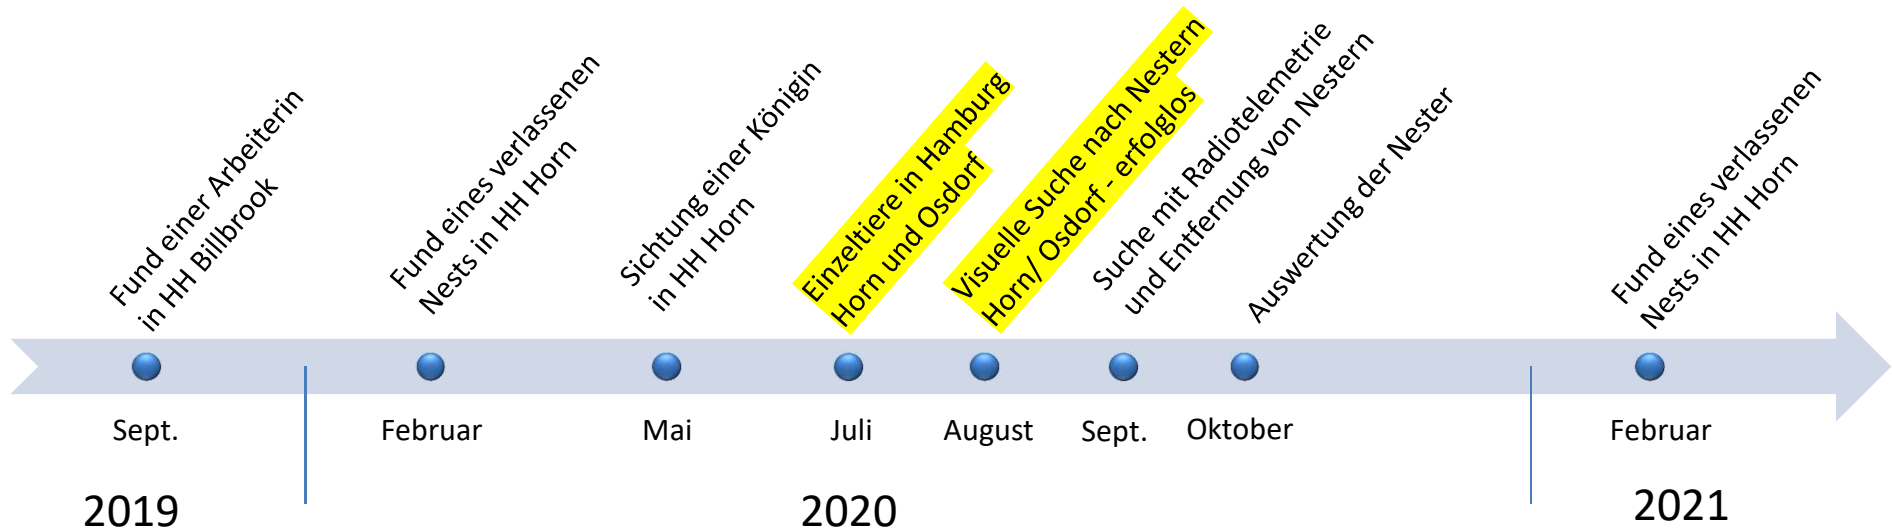 Fund einer Arbeiterin
in HH Billbrook
Fund eines verlassenen
Nests in HH Horn
Sichtung einer Königin
in HH Horn
Einzeltiere in Hamburg
Horn und Osdorf
Visuelle Suche nach Nestern
Horn/ Osdorf - erfolglos
Suche mit Radiotelemetrie
und Entfernung von Nestern
Auswertung der Nester
Fund eines verlassenen
Nests in HH Horn
Sept.
Februar
Mai
Juli
August
Sept.
Oktober
Februar
2019
2020
2021